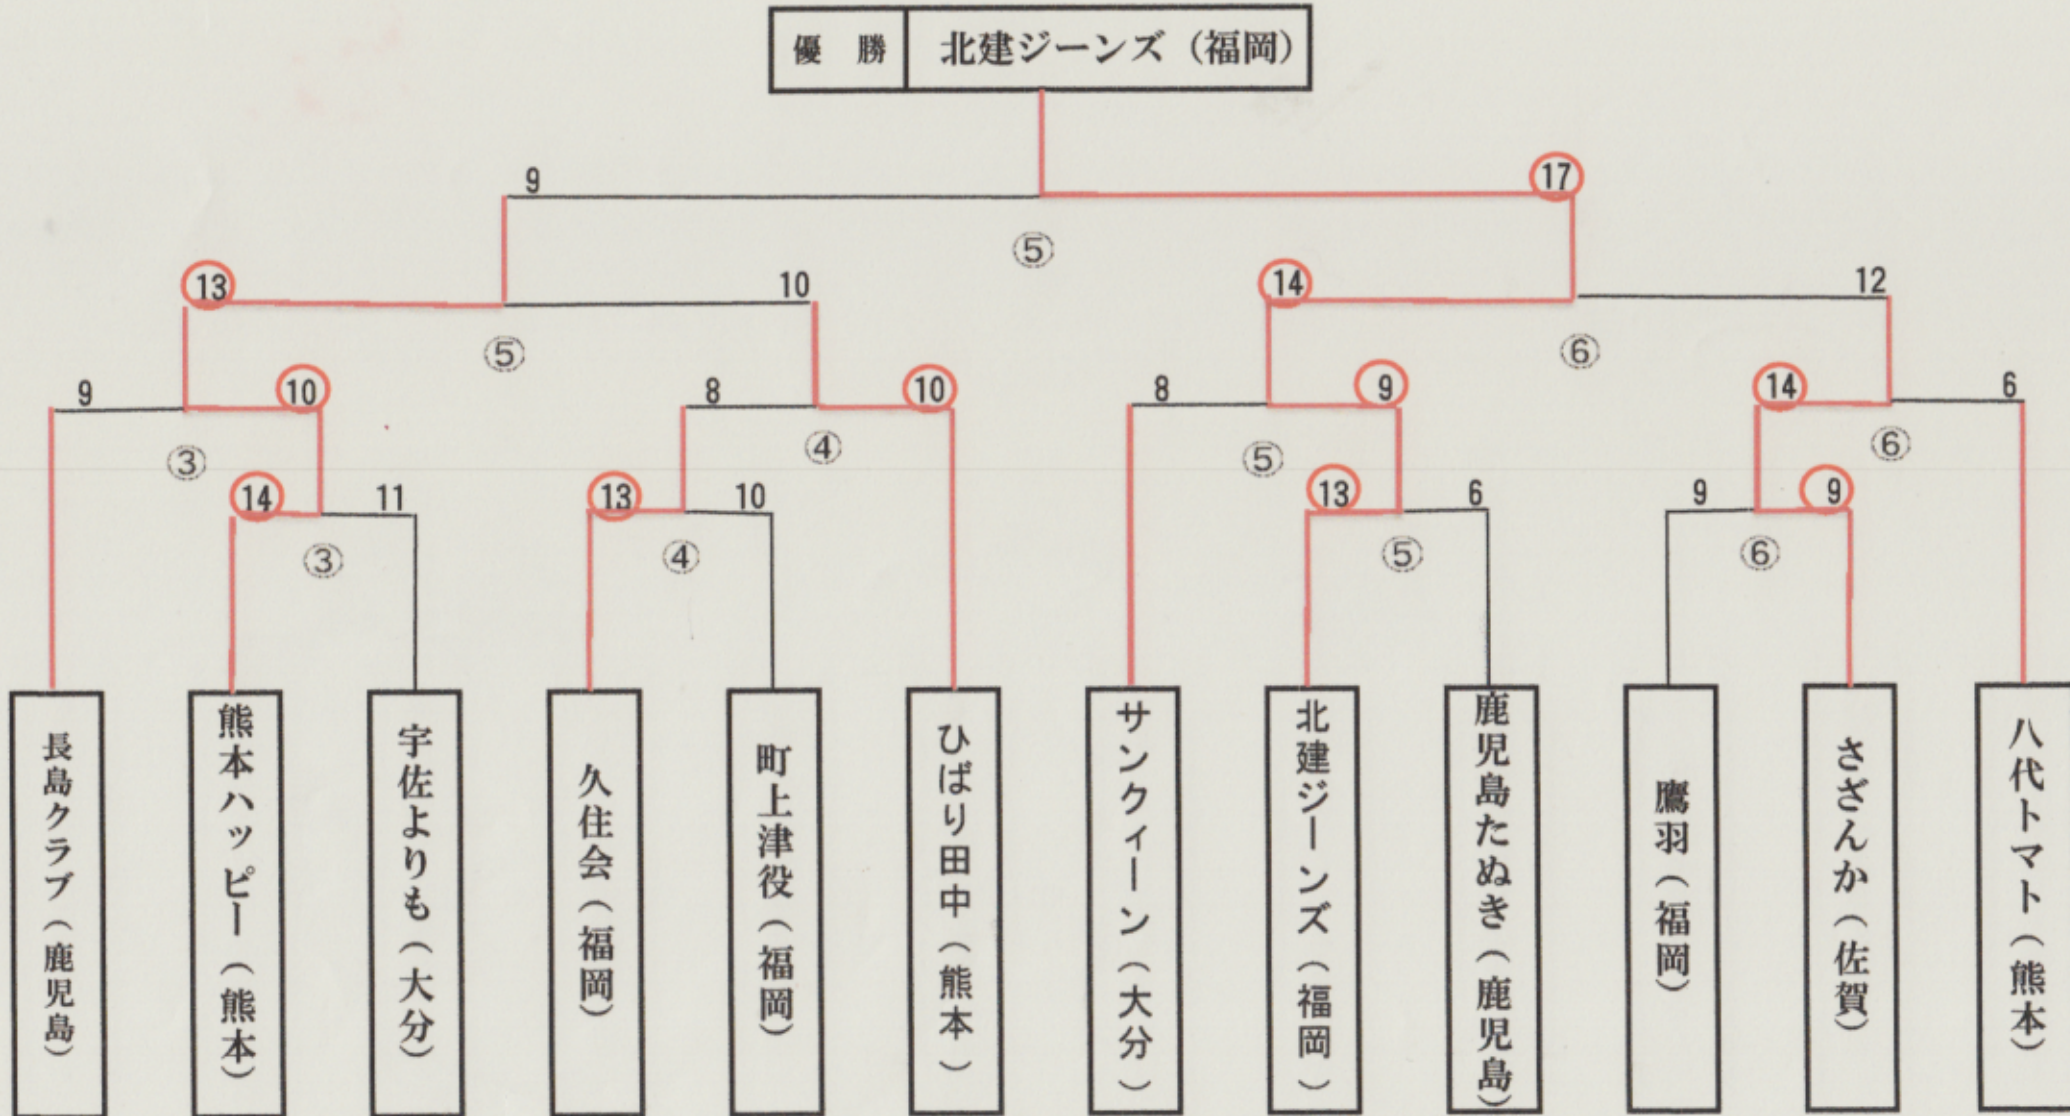 優 勝 北建ジーンズ（福岡）
9 17
⑤
13 10 14 12
⑤ ⑥
9 10 8 10 8 9 14 6
③ ④ ⑤ ⑥
14 11 13 10 13 6 9 9
③ ④ ⑤ ⑥
長島クラブ（鹿児島）
熊本ハッピー（熊本）
宇佐よりも（大分）
久住会（福岡）
町上津役（福岡）
ひばり田中（熊本）
サンクィーン（大分）
北建ジーンズ（福岡）
鹿児島たぬき（鹿児島）
鷹羽（福岡）
さざんか（佐賀）
八代トマト（熊本）